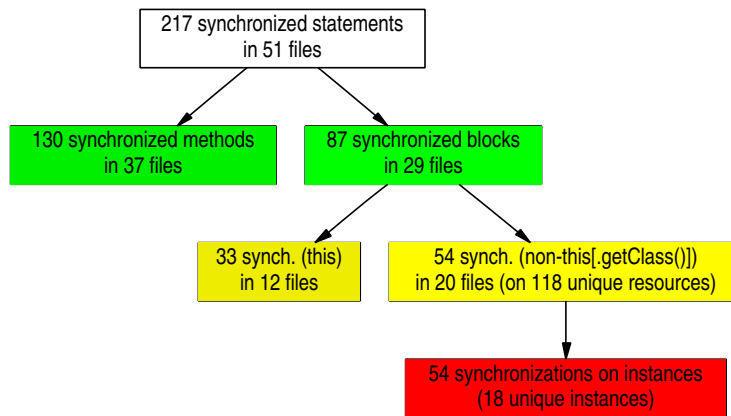 217 synchronized statements
in 51 files
130 synchronized methods
in 37 files
87 synchronized blocks
in 29 files
33 synch. (this)
in 12 files
54 synch. (non-this[.getClass()])
in 20 files (on 118 unique resources)
54 synchronizations on instances
(18 unique instances)